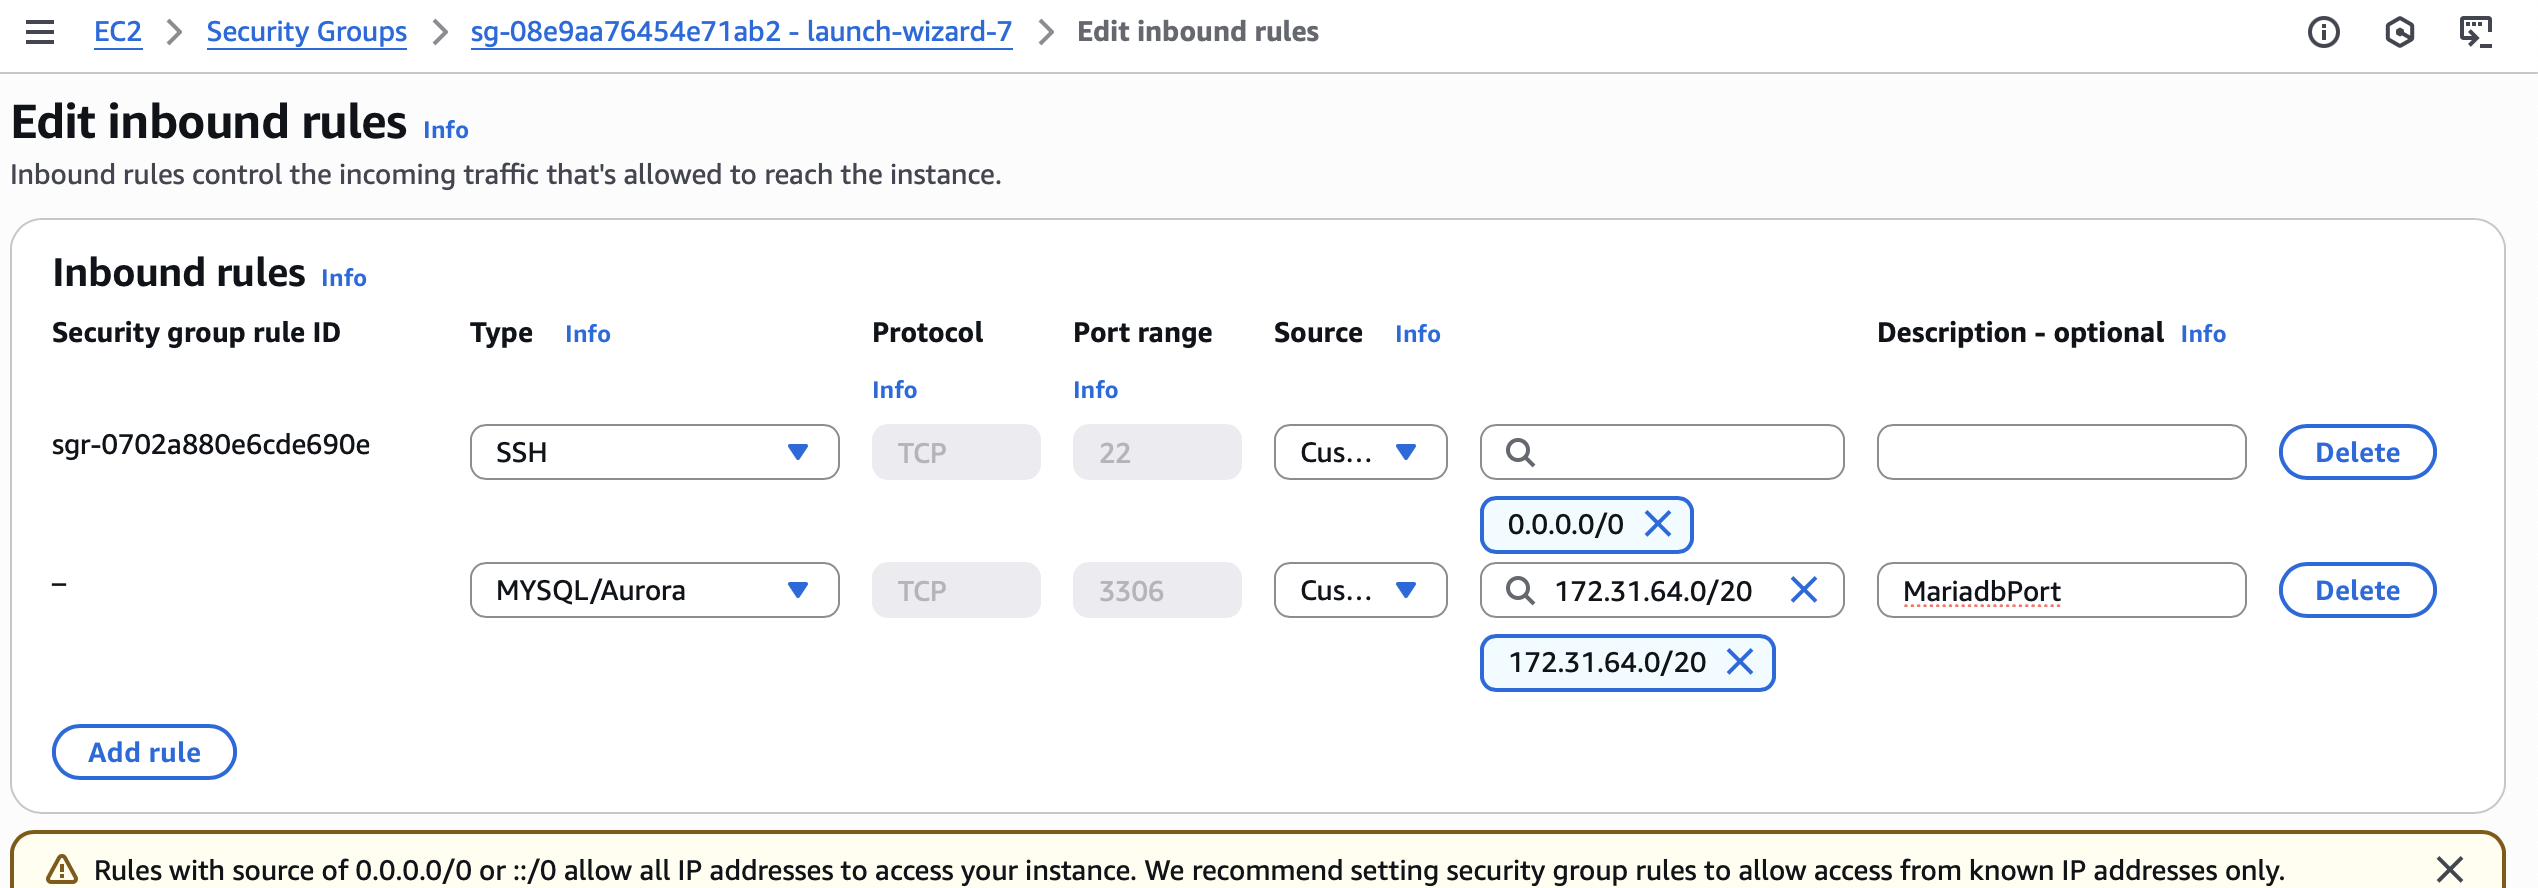 EC2 > Security Groups > sg-08e9aa76454e71ab2 - launch-wizard-7 > Edit inbound rules
Edit inbound rules Info
Inbound rules control the incoming traffic that's allowed to reach the instance.
Inbound rules Info
Security group rule ID Type Info Protocol Port range Source Info Description - optional Info
Info Info
sgr-0702a880e6cde690e SSH TCP 22 Cus... Delete
0.0.0.0/0
– MYSQL/Aurora TCP 3306 Cus... 172.31.64.0/20 MariadbPort Delete
172.31.64.0/20
Add rule
Rules with source of 0.0.0.0/0 or ::/0 allow all IP addresses to access your instance. We recommend setting security group rules to allow access from known IP addresses only.